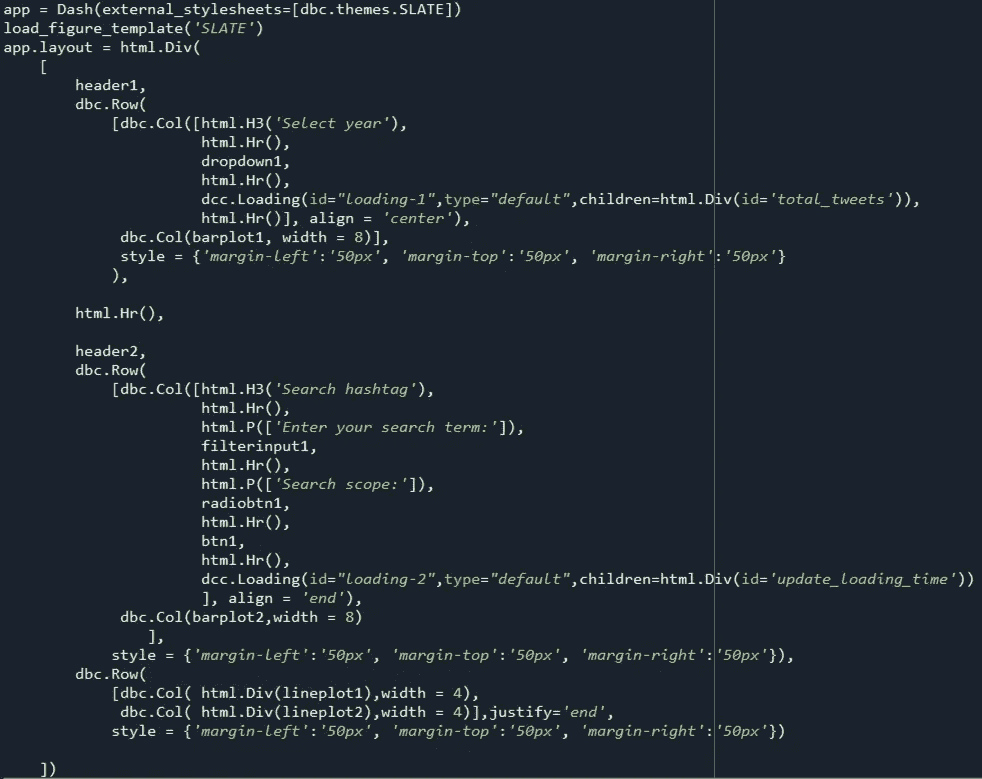 app = Dash(external_stylesheets=[dbc.themes.SLATE])
load_figure_template('SLATE')
app.layout = html.Div(
    [
        header1,
        dbc.Row(
            [dbc.Col([html.H3('Select year'),
                      html.Hr(),
                      dropdown1,
                      html.Hr(),
                      dcc.Loading(id="loading-1",type="default",children=html.Div(id='total_tweets')),
                      html.Hr()], align = 'center'),
             dbc.Col(barplot1, width = 8)],
             style = {'margin-left':'50px', 'margin-top':'50px', 'margin-right':'50px'}
            ),
        html.Hr(),
        header2,
        dbc.Row(
            [dbc.Col([html.H3('Search hashtag'),
                      html.Hr(),
                      html.P(['Enter your search term:']),
                      filterinput1,
                      html.Hr(),
                      html.P(['Search scope:']),
                      radiobtn1,
                      html.Hr(),
                      btn1,
                      html.Hr(),
                      dcc.Loading(id="loading-2",type="default",children=html.Div(id='update_loading_time'))
                      ], align = 'end'),
             dbc.Col(barplot2,width = 8)
                ],
            style = {'margin-left':'50px', 'margin-top':'50px', 'margin-right':'50px'}),
        dbc.Row(
            [dbc.Col( html.Div(lineplot1),width = 4),
             dbc.Col( html.Div(lineplot2),width = 4)],justify='end',
            style = {'margin-left':'50px', 'margin-top':'50px', 'margin-right':'50px'})
    ])